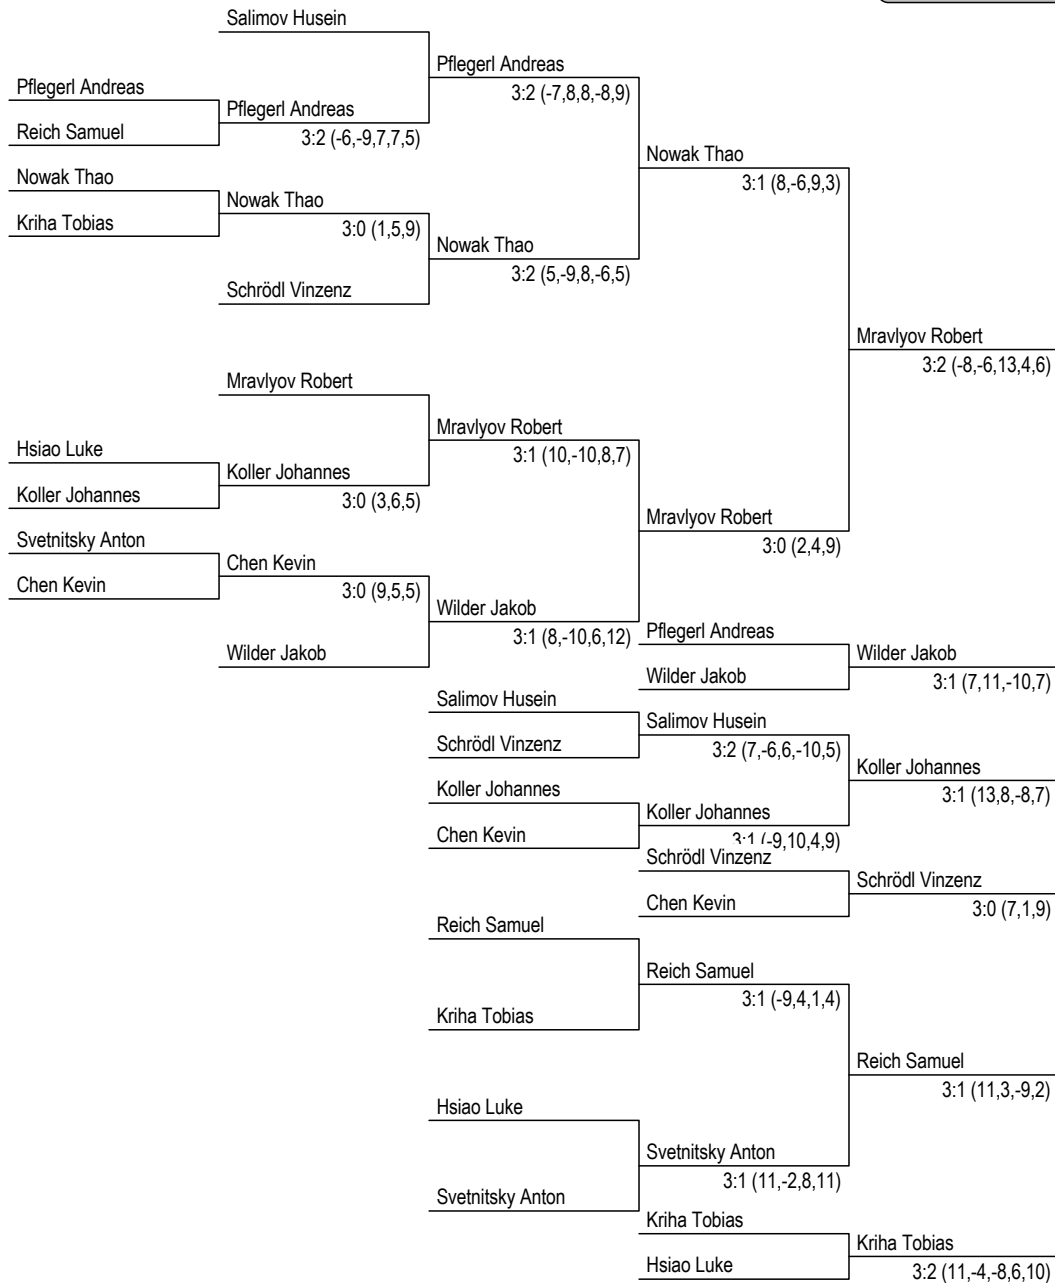 Salimov Husein
Pflegerl Andreas
3:2 (-7,8,8,-8,9)
Pflegerl Andreas
Pflegerl Andreas
3:2 (-6,-9,7,7,5)
Reich Samuel
Nowak Thao
3:1 (8,-6,9,3)
Nowak Thao
Nowak Thao
3:0 (1,5,9)
Kriha Tobias
Nowak Thao
3:2 (5,-9,8,-6,5)
Schrödl Vinzenz
Mravlyov Robert
3:2 (-8,-6,13,4,6)
Mravlyov Robert
Mravlyov Robert
3:1 (10,-10,8,7)
Hsiao Luke
Koller Johannes
3:0 (3,6,5)
Koller Johannes
Mravlyov Robert
3:0 (2,4,9)
Svetnitsky Anton
Chen Kevin
3:0 (9,5,5)
Chen Kevin
Wilder Jakob
3:1 (8,-10,6,12)
Wilder Jakob
Pflegerl Andreas
Wilder Jakob
3:1 (7,11,-10,7)
Wilder Jakob
Salimov Husein
Salimov Husein
3:2 (7,-6,6,-10,5)
Schrödl Vinzenz
Koller Johannes
3:1 (13,8,-8,7)
Koller Johannes
Koller Johannes
3:1 (-9,10,4,9)
Chen Kevin
Schrödl Vinzenz
Schrödl Vinzenz
3:0 (7,1,9)
Chen Kevin
Reich Samuel
Reich Samuel
3:1 (-9,4,1,4)
Kriha Tobias
Reich Samuel
3:1 (11,3,-9,2)
Hsiao Luke
Svetnitsky Anton
3:1 (11,-2,8,11)
Svetnitsky Anton
Kriha Tobias
Kriha Tobias
3:2 (11,-4,-8,6,10)
Hsiao Luke